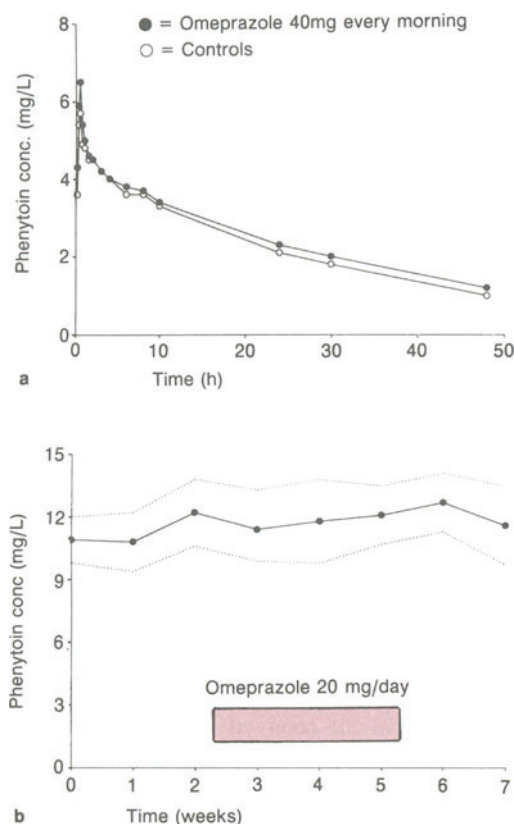 ● = Omeprazole 40mg every morning
○ = Controls
Phenytoin conc. (mg/L)
8
6
4
2
0
0 10 20 30 40 50
a Time (h)
Phenytoin conc (mg/L)
15
12
9
6
3
0
Omeprazole 20 mg/day
0 1 2 3 4 5 6 7
b Time (weeks)